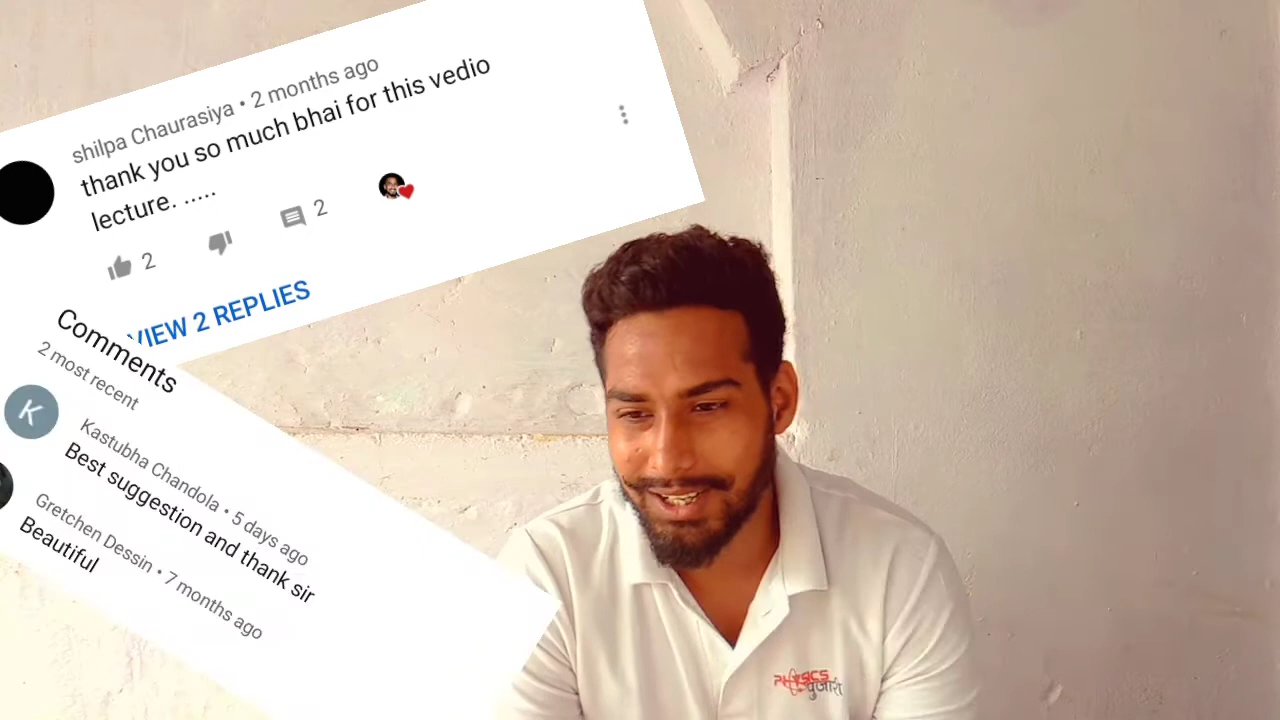 shilpa Chaurasiya • 2 months ago
thank you so much bhai for this vedio
lecture. .....
2
2
VIEW 2 REPLIES
Comments
2 most recent
K
Kastubha Chandola • 5 days ago
Best suggestion and thank sir
Gretchen Dessin • 7 months ago
Beautiful
PHYSICS
पुजारी